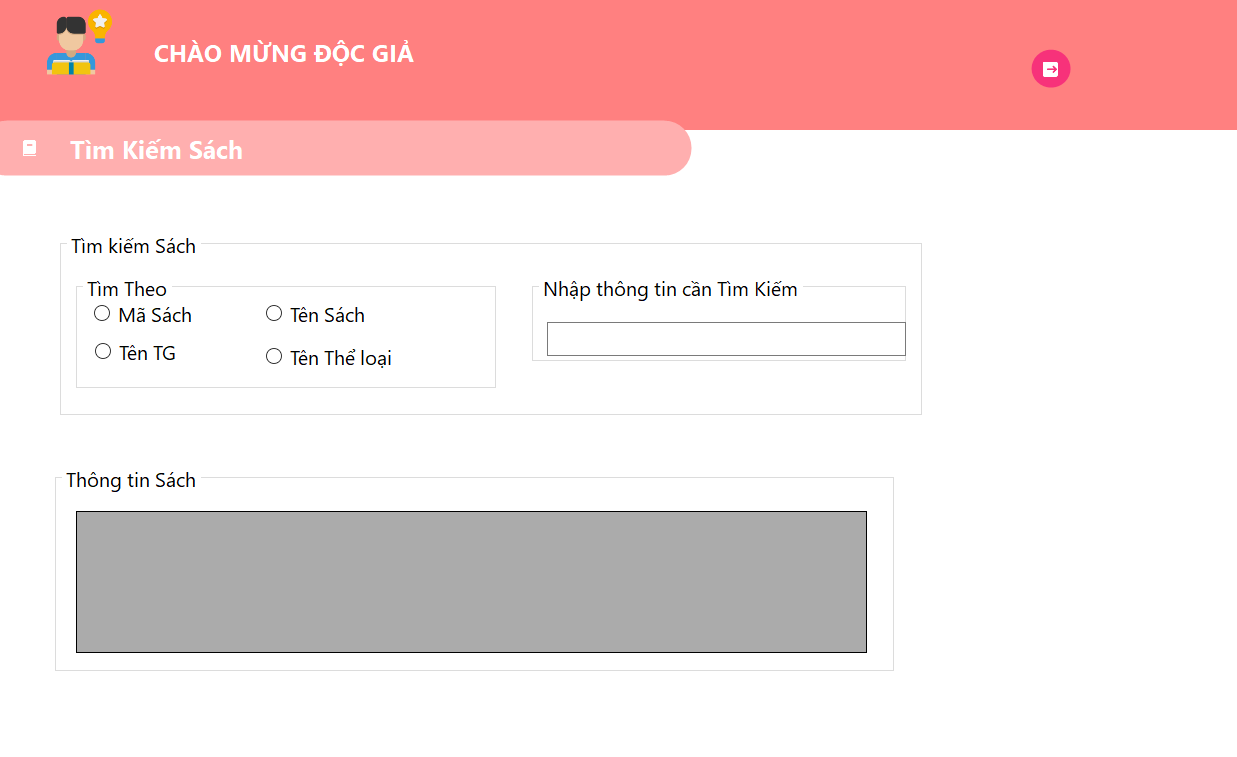 CHÀO MỪNG ĐỘC GIẢ
Tìm Kiếm Sách
Tìm kiếm Sách
Tìm Theo
Mã Sách
Tên Sách
Tên TG
Tên Thể loại
Nhập thông tin cần Tìm Kiếm
Thông tin Sách